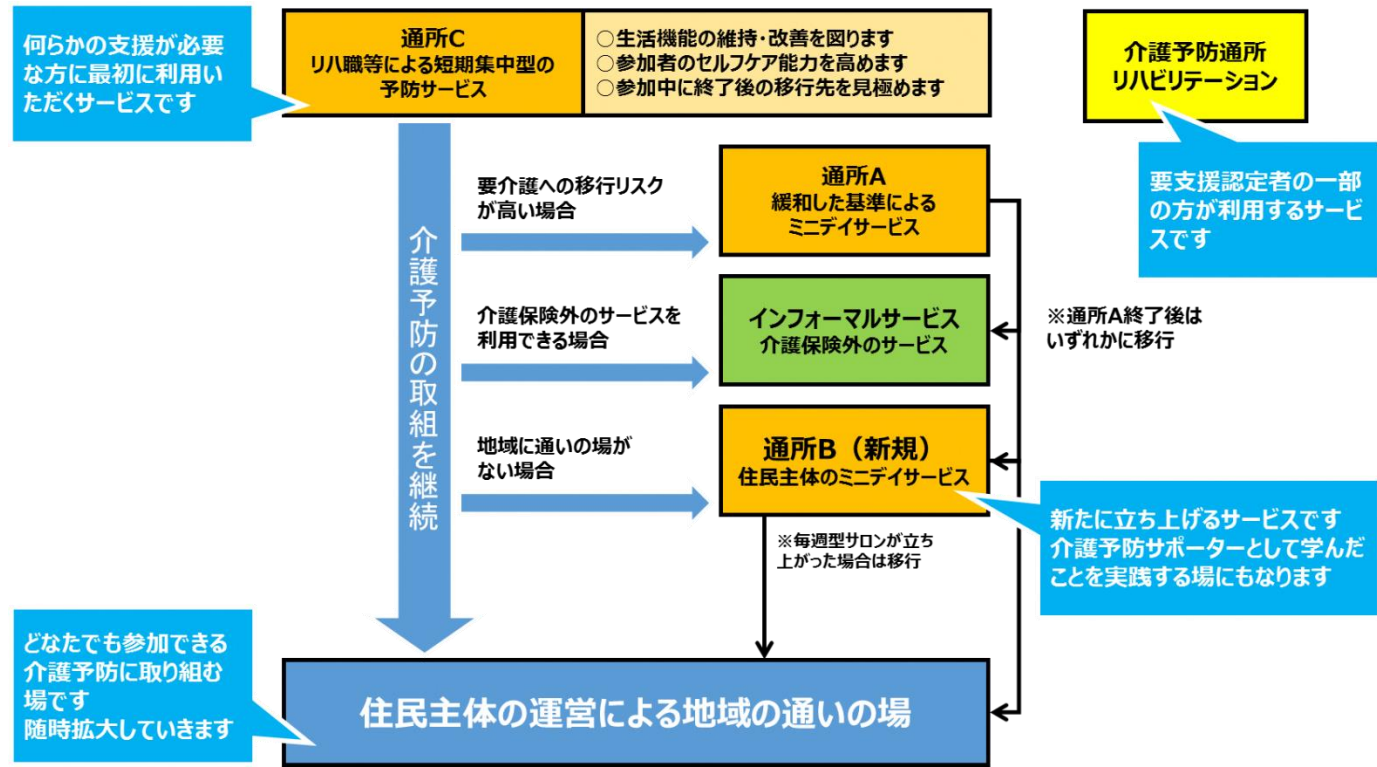 何らかの支援が必要
な方に最初に利用い
ただくサービスです
通所C
リハ職等による短期集中型の
予防サービス
○生活機能の維持・改善を図ります
○参加者のセルフケア能力を高めます
○参加中に終了後の移行先を見極めます
介護予防通所
リハビリテーション
要支援認定者の一部
の方が利用するサービ
スです
介護予防の取組を継続
要介護への移行リスク
が高い場合
通所A
緩和した基準による
ミニデイサービス
介護保険外のサービスを
利用できる場合
インフォーマルサービス
介護保険外のサービス
※通所A終了後は
いずれかに移行
地域に通いの場が
ない場合
通所B（新規）
住民主体のミニデイサービス
新たに立ち上げるサービスです
介護予防サポーターとして学んだ
ことを実践する場にもなります
※毎週型サロンが立ち
上がった場合は移行
どなたでも参加できる
介護予防に取り組む
場です
随時拡大していきます
住民主体の運営による地域の通いの場